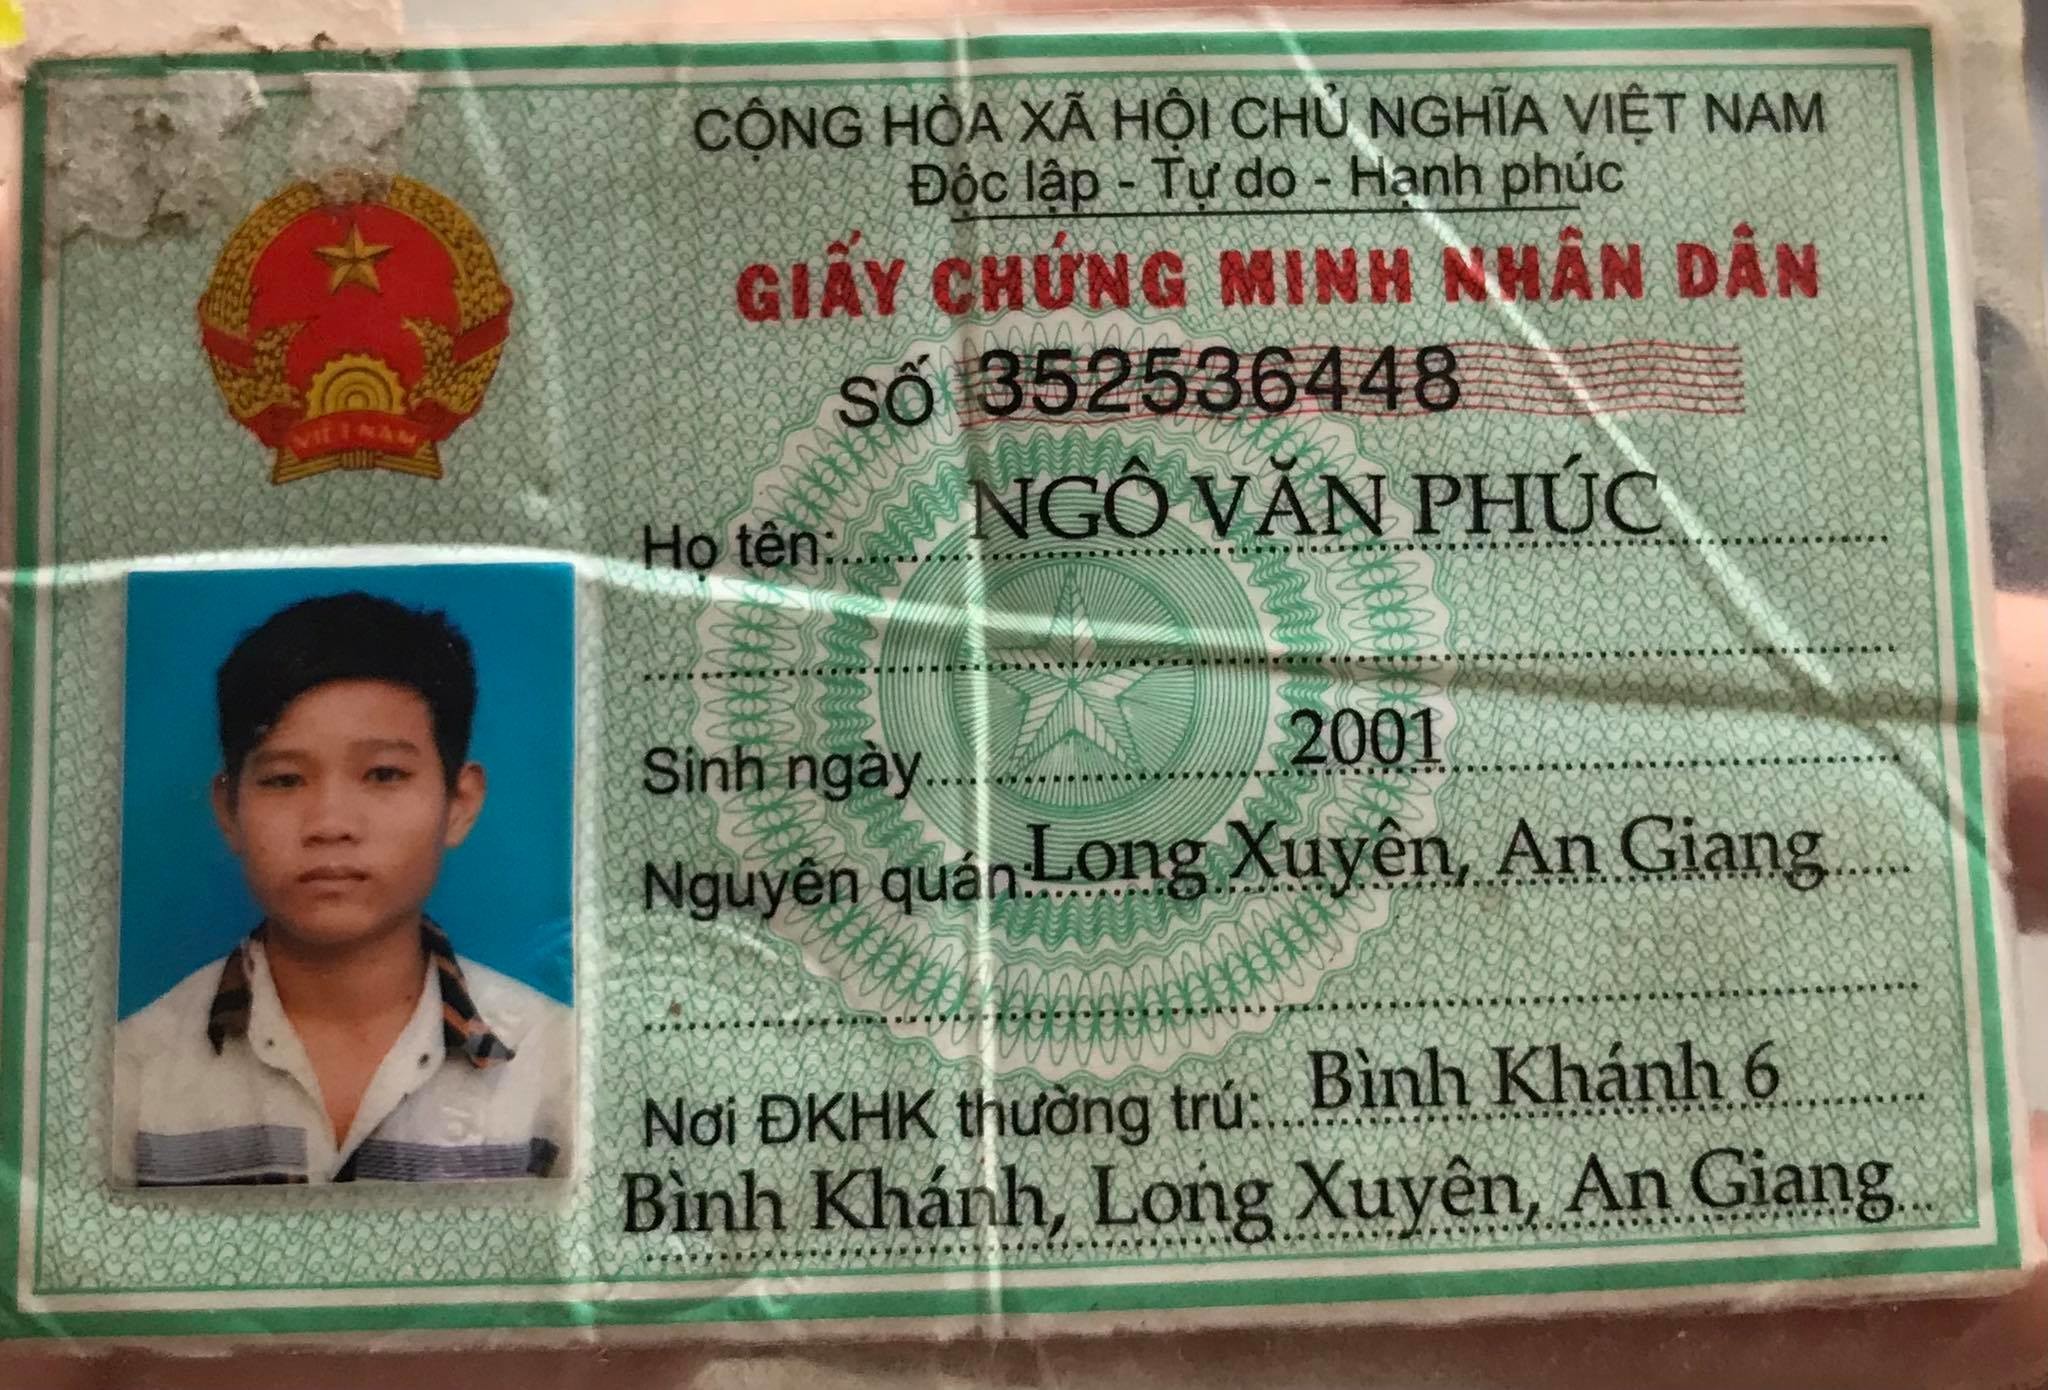 CỘNG HÒA XÃ HỘI CHỦ NGHĨA VIỆT NAM
Độc lập - Tự do - Hạnh phúc
GIẤY CHỨNG MINH NHÂN DÂN
SỐ 352536448
VIỆT NAM
Họ tên: NGÔ VĂN PHÚC
Sinh ngày 2001
Nguyên quán: Long Xuyên, An Giang
Nơi ĐKHK thường trú: Bình Khánh 6
Bình Khánh, Long Xuyên, An Giang